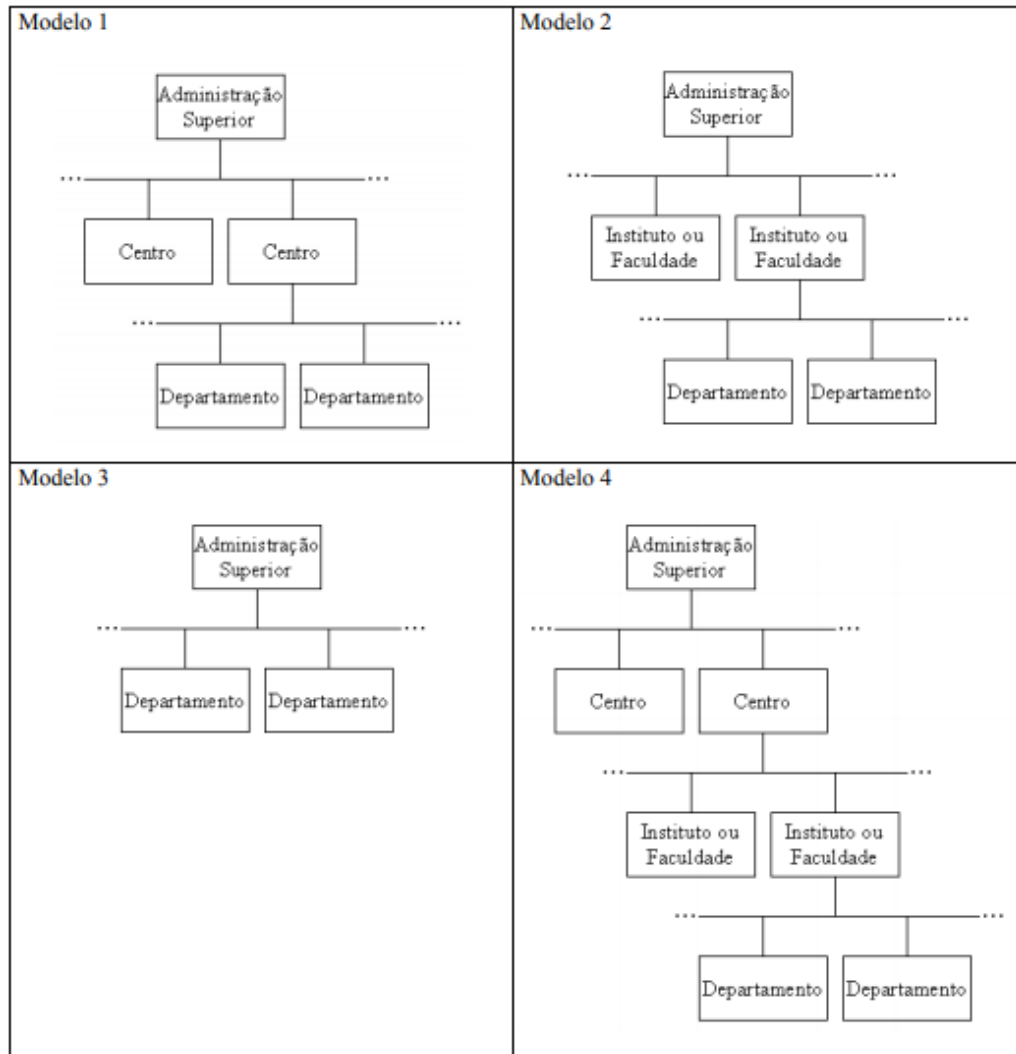 Modelo 1
Administração
Superior
... ...
Centro Centro
... ...
Departamento Departamento
Modelo 2
Administração
Superior
... ...
Instituto ou Instituto ou
Faculdade Faculdade
... ...
Departamento Departamento
Modelo 3
Administração
Superior
... ...
Departamento Departamento
Modelo 4
Administração
Superior
... ...
Centro Centro
... ...
Instituto ou Instituto ou
Faculdade Faculdade
... ...
Departamento Departamento